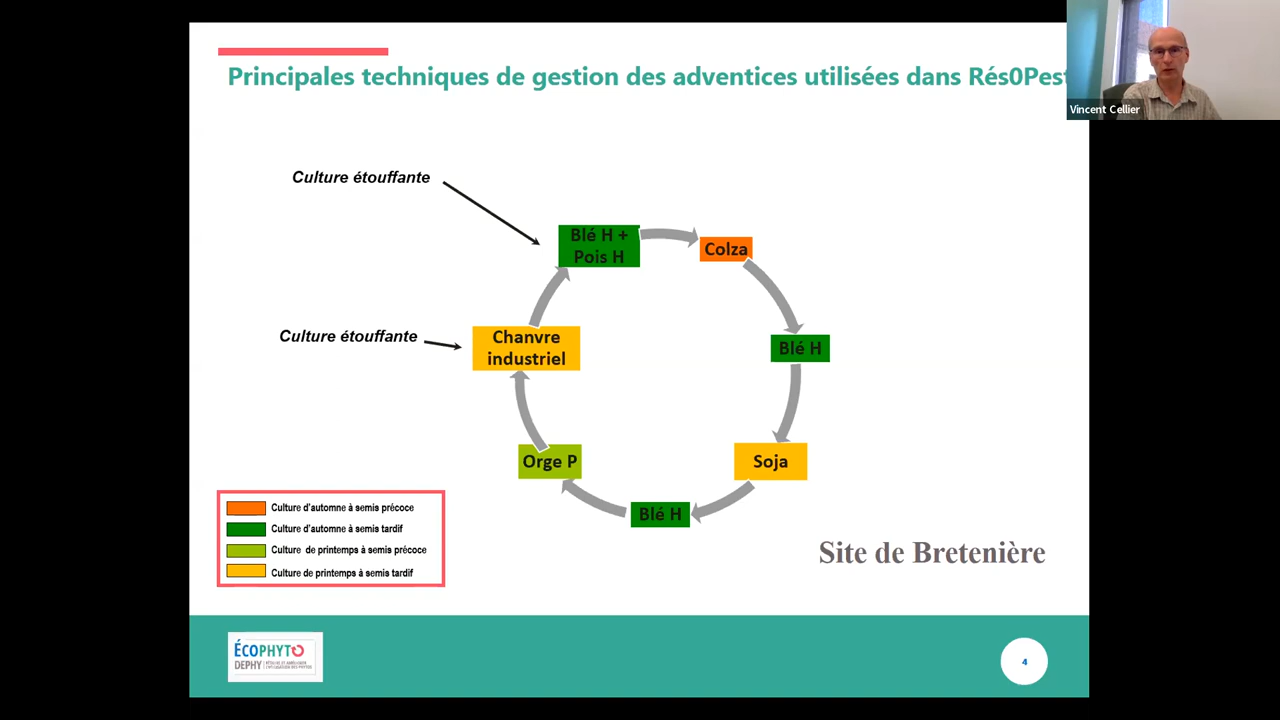 Principales techniques de gestion des adventices utilisées dans Rés0Pest
Vincent Cellier
Culture étouffante
Blé H +
Pois H
Colza
Culture étouffante
Chanvre
industriel
Blé H
Orge P
Soja
Blé H
Culture d'automne à semis précoce
Culture d'automne à semis tardif
Culture de printemps à semis précoce
Culture de printemps à semis tardif
Site de Bretenière
ÉCOPHYTO
DEPHY
4